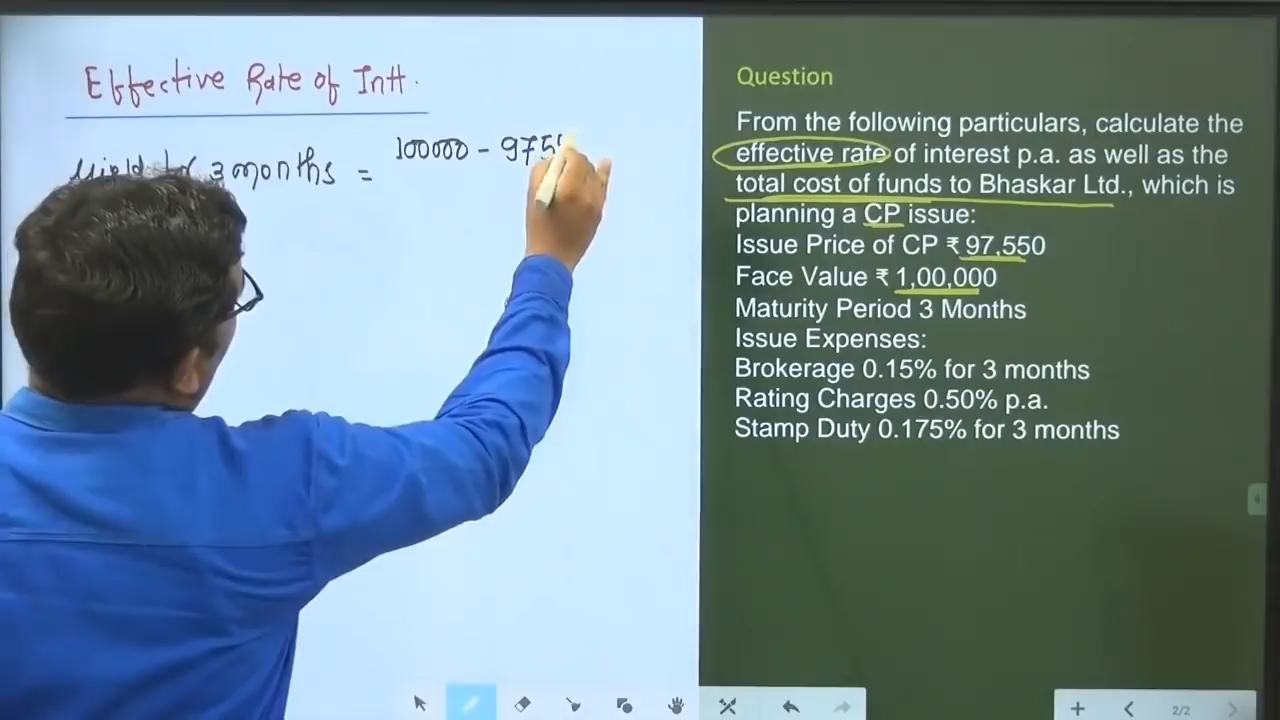 Effective Rate of Intt.
3 months =
100000 - 9755
Question
From the following particulars, calculate the
effective rate of interest p.a. as well as the
total cost of funds to Bhaskar Ltd., which is
planning a CP issue:
Issue Price of CP ₹ 97,550
Face Value ₹ 1,00,000
Maturity Period 3 Months
Issue Expenses:
Brokerage 0.15% for 3 months
Rating Charges 0.50% p.a.
Stamp Duty 0.175% for 3 months
2/2